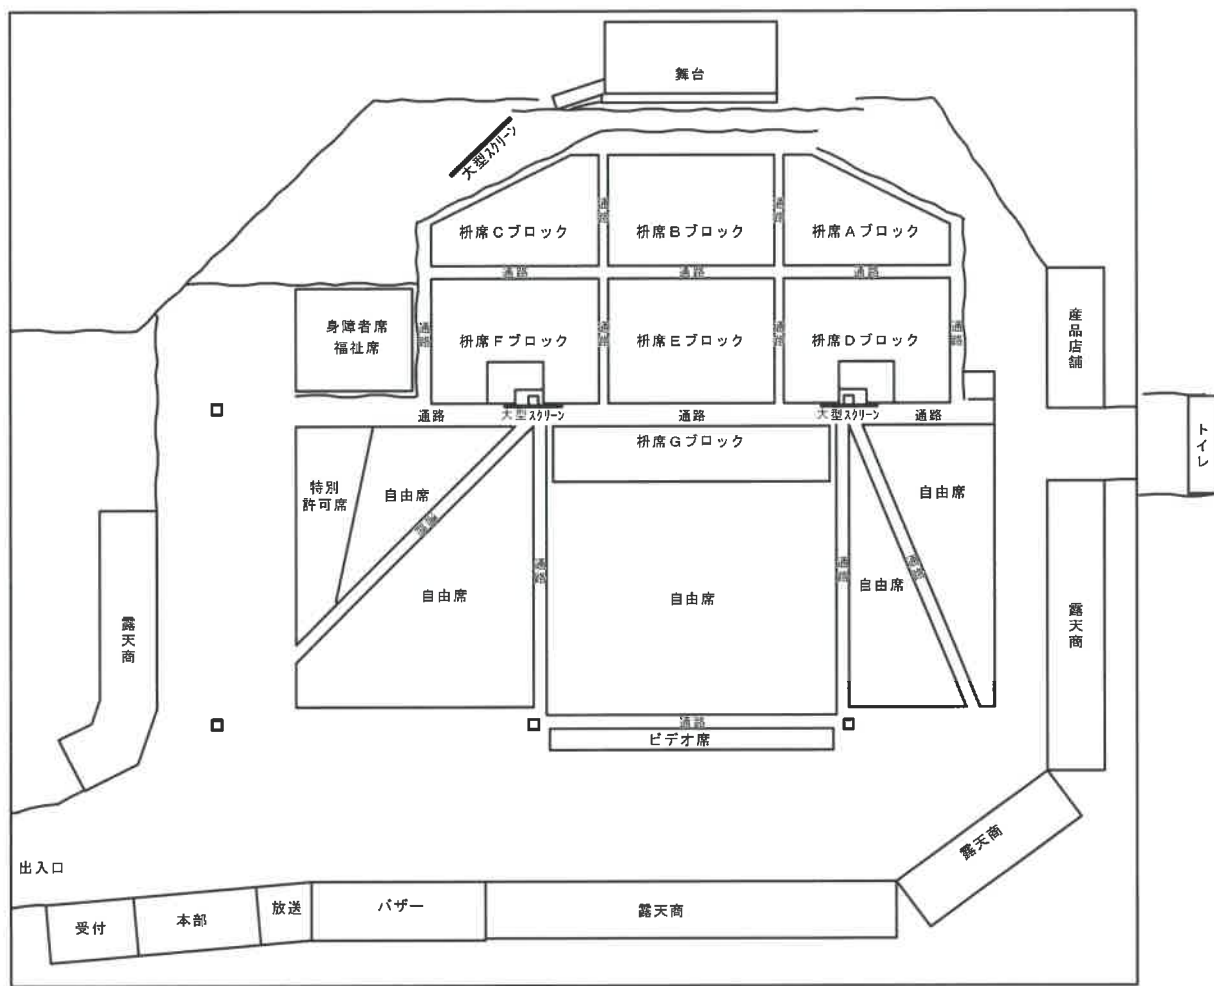 舞台
大型スクリーン
通路
通路
枡席Cブロック
枡席Bブロック
枡席Aブロック
通路
通路
通路
身障者席
福祉席
通路
枡席Fブロック
通路
枡席Eブロック
通路
枡席Dブロック
通路
産品店舗
大型スクリーン
大型スクリーン
通路
通路
通路
枡席Gブロック
トイレ
特別
許可席
自由席
通路
自由席
通路
自由席
通路
自由席
通路
自由席
露天商
露天商
通路
ビデオ席
露天商
出入口
受付
本部
放送
バザー
露天商